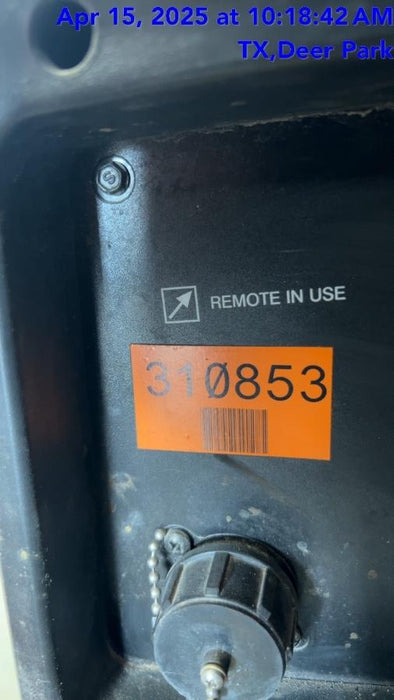 Apr 15, 2025 at 10:18:42 AM
TX,Deer Park
REMOTE IN USE
310853